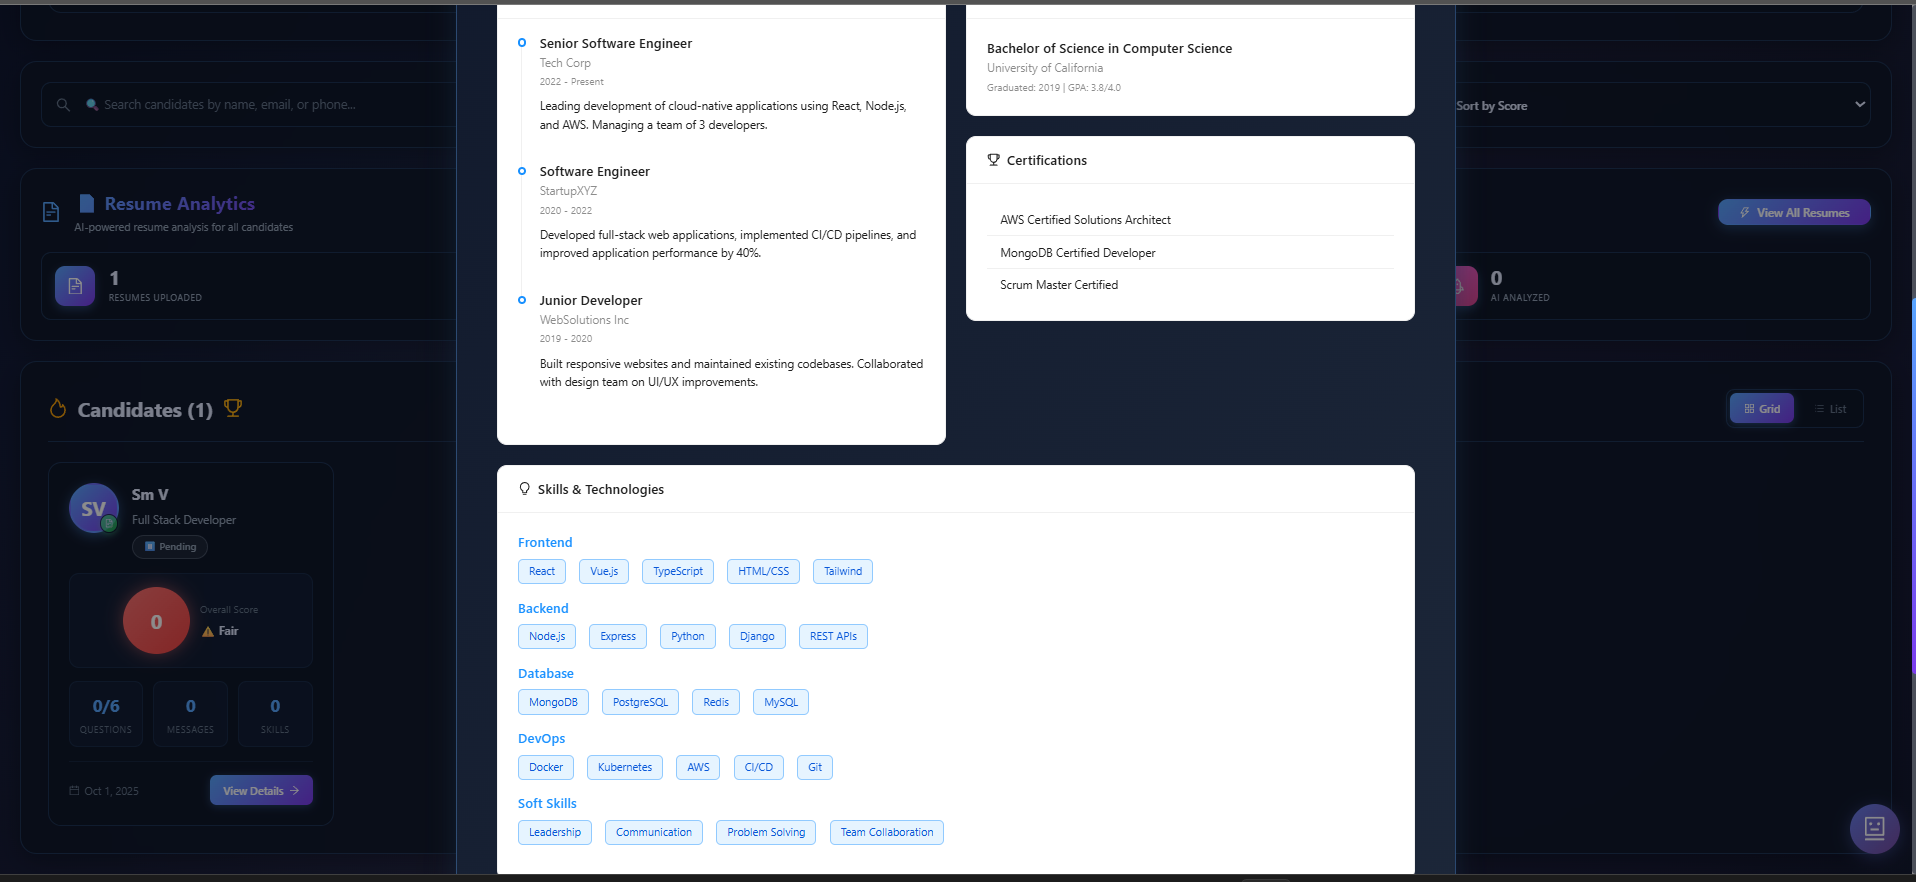 Search candidates by name, email, or phone...
Sort by Score
Resume Analytics
AI-powered resume analysis for all candidates
View All Resumes
1
RESUMES UPLOADED
0
AI ANALYZED
Candidates (1)
Grid
List
SV
Sm V
Full Stack Developer
Pending
0
Overall Score
Fair
0/6
QUESTIONS
0
MESSAGES
0
SKILLS
Oct 1, 2025
View Details
Senior Software Engineer
Tech Corp
2022 - Present
Leading development of cloud-native applications using React, Node.js,
and AWS. Managing a team of 3 developers.
Software Engineer
StartupXYZ
2020 - 2022
Developed full-stack web applications, implemented CI/CD pipelines, and
improved application performance by 40%.
Junior Developer
WebSolutions Inc
2019 - 2020
Built responsive websites and maintained existing codebases. Collaborated
with design team on UI/UX improvements.
Bachelor of Science in Computer Science
University of California
Graduated: 2019 | GPA: 3.8/4.0
Certifications
AWS Certified Solutions Architect
MongoDB Certified Developer
Scrum Master Certified
Skills & Technologies
Frontend
React Vue.js TypeScript HTML/CSS Tailwind
Backend
Node.js Express Python Django REST APIs
Database
MongoDB PostgreSQL Redis MySQL
DevOps
Docker Kubernetes AWS CI/CD Git
Soft Skills
Leadership Communication Problem Solving Team Collaboration